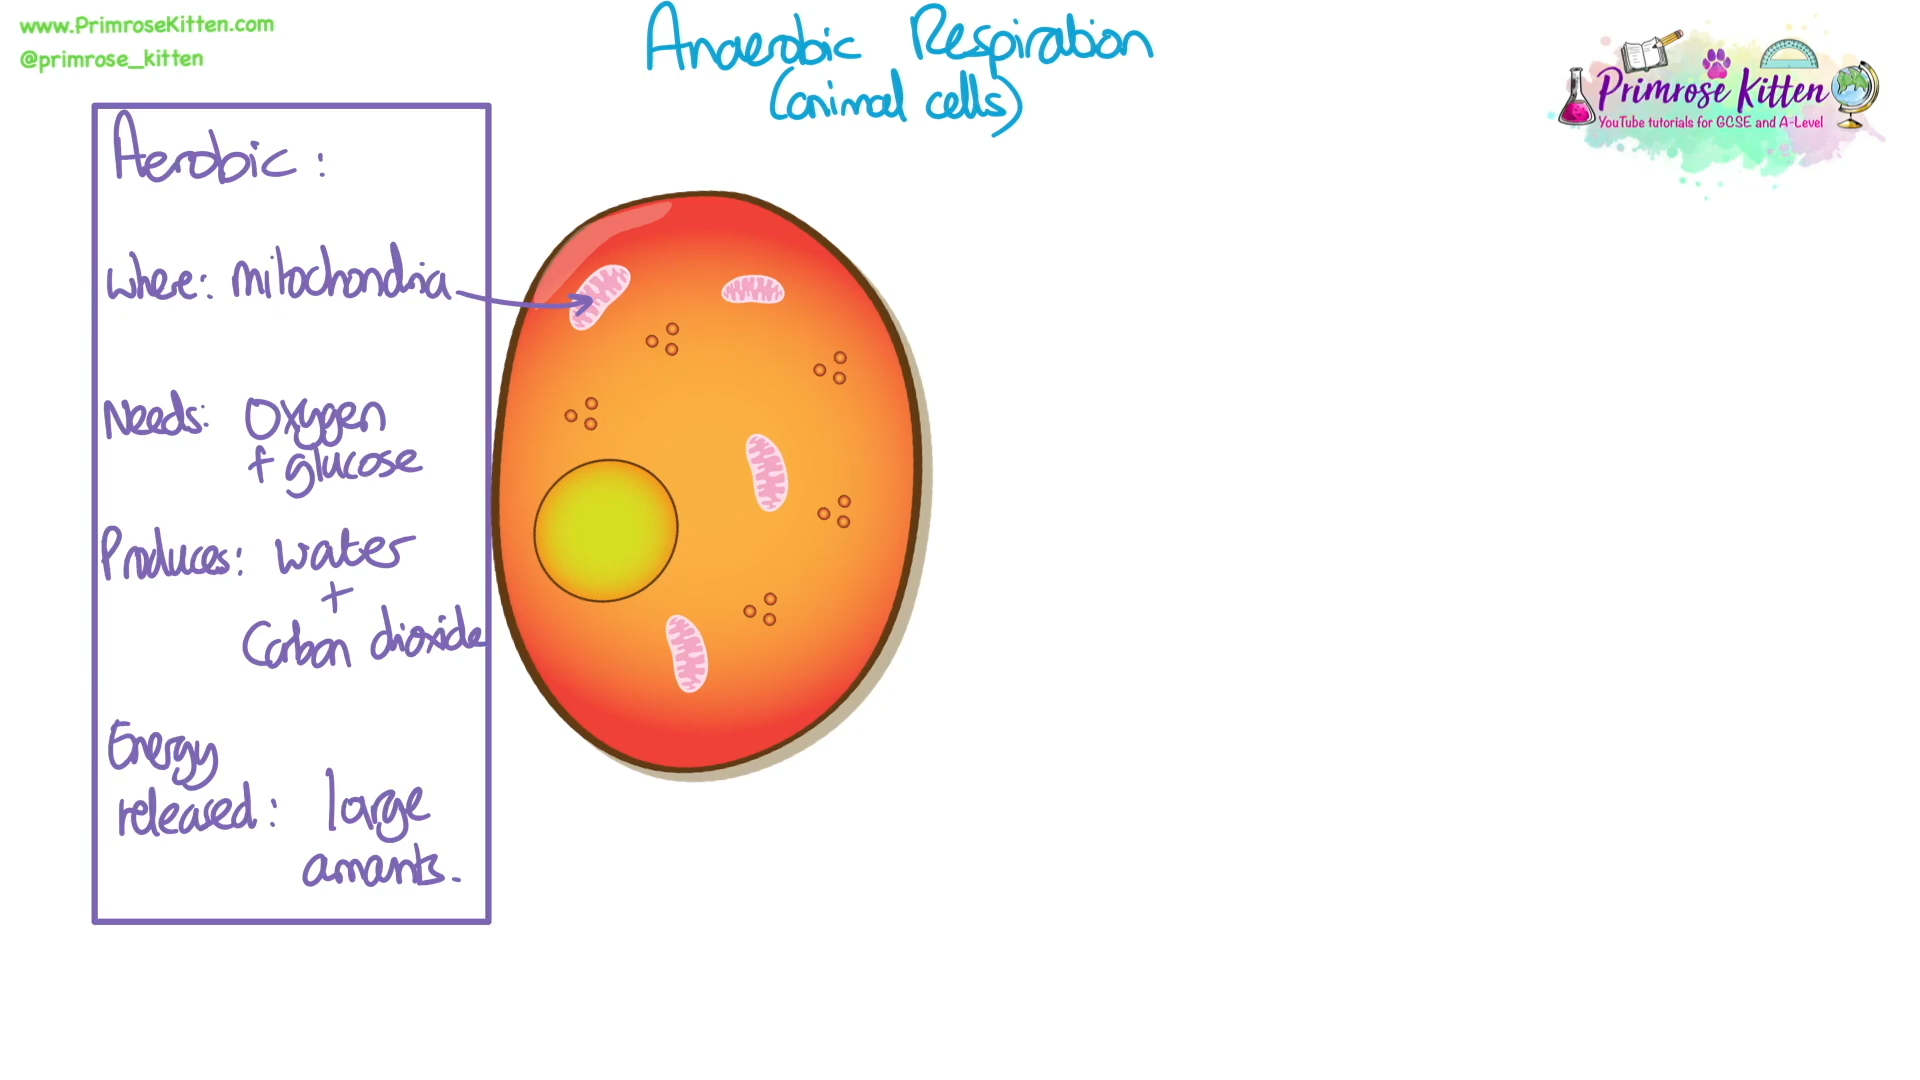 www.PrimroseKitten.com
@primrose_kitten
Anaerobic Respiration
(animal cells)
Primrose Kitten
YouTube tutorials for GCSE and A-Level
Aerobic:
Where: mitochondria
Needs: Oxygen
+ glucose
Produces: water
+
Carbon dioxide
Energy
released: large
amounts.